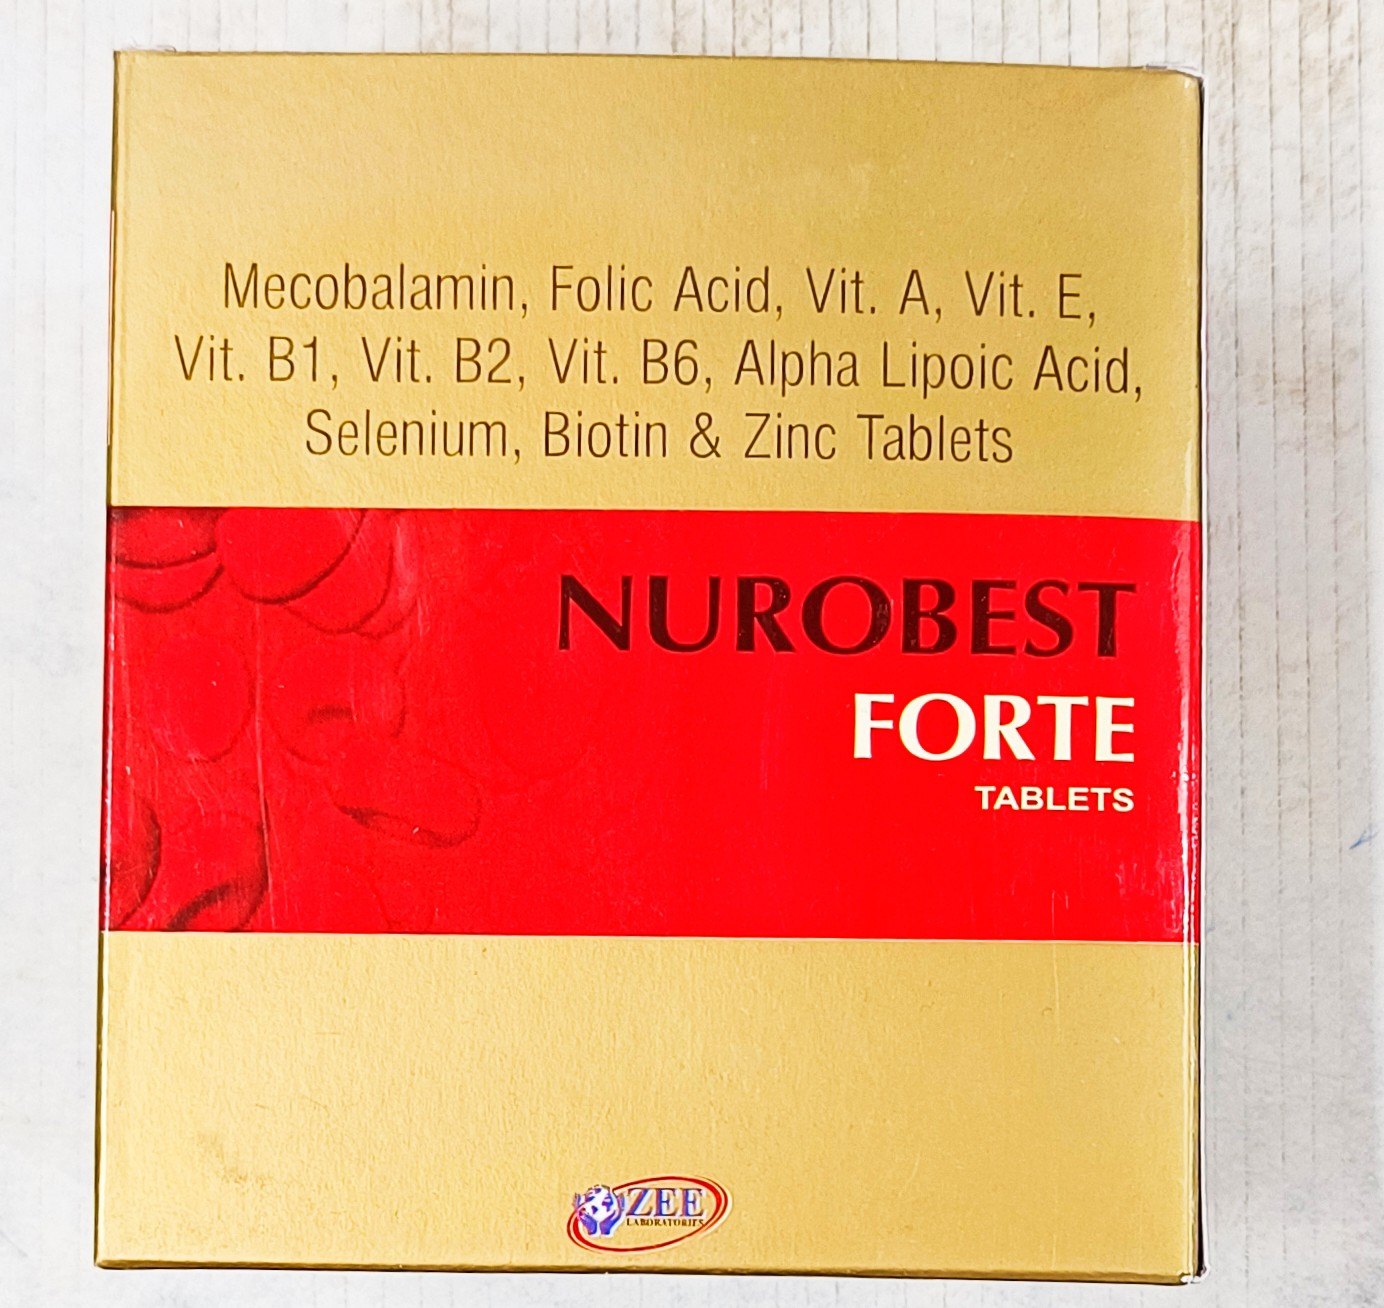 Mecobalamin, Folic Acid, Vit. A, Vit. E,
Vit. B1, Vit. B2, Vit. B6, Alpha Lipoic Acid,
Selenium, Biotin & Zinc Tablets
NUROBEST
FORTE
TABLETS
ZEE
LABORATORIES